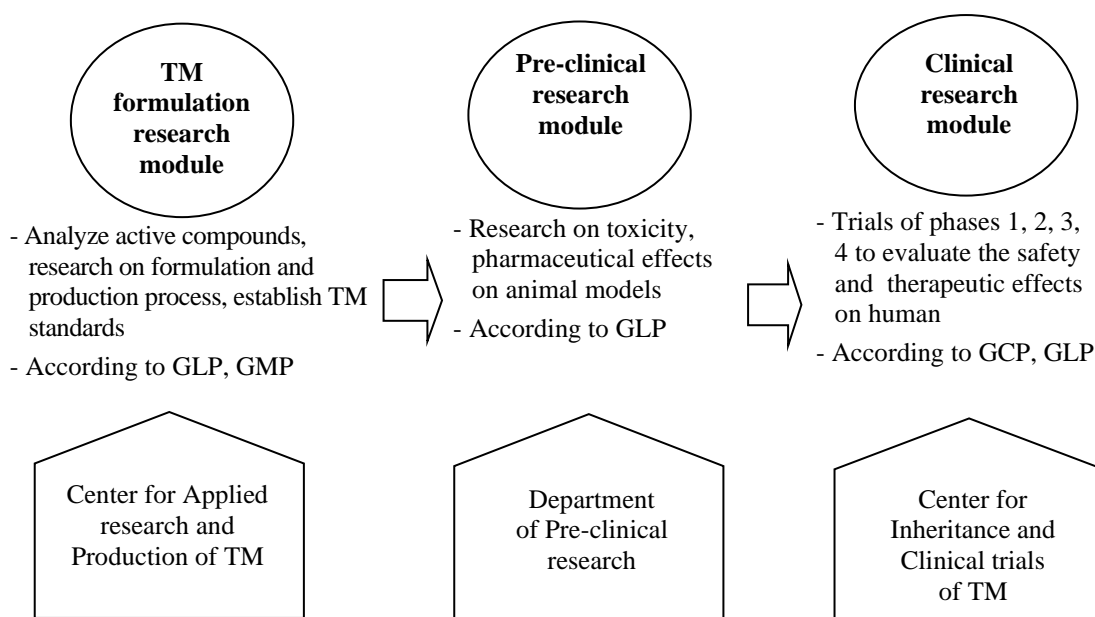 TM
formulation
research
module
- Analyze active compounds,
research on formulation and
production process, establish TM
standards
- According to GLP, GMP
Center for Applied
research and
Production of TM
Pre-clinical
research
module
- Research on toxicity,
pharmaceutical effects
on animal models
- According to GLP
Department
of Pre-clinical
research
Clinical
research
module
- Trials of phases 1, 2, 3,
4 to evaluate the safety
and therapeutic effects
on human
- According to GCP, GLP
Center for
Inheritance and
Clinical trials
of TM